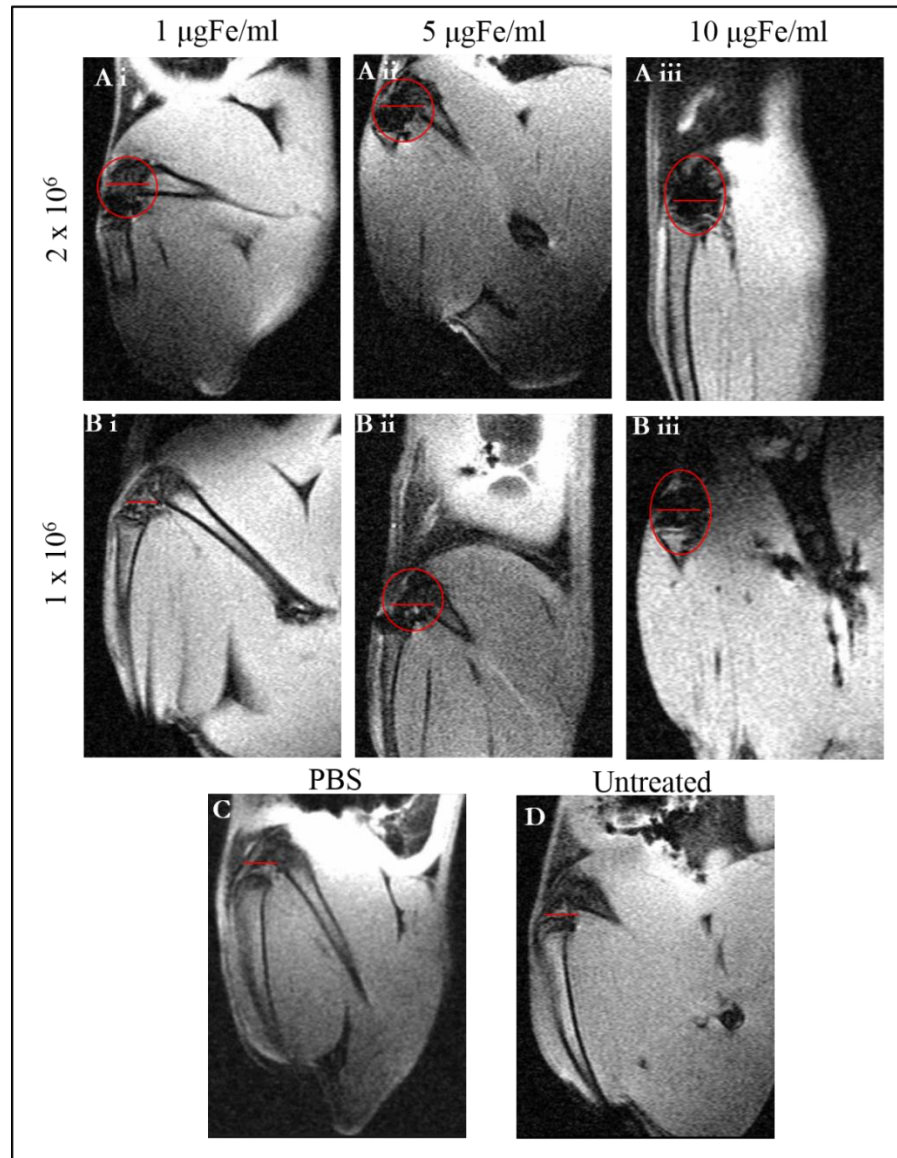 1 μgFe/ml 5 μgFe/ml 10 μgFe/ml
A i A ii A iii
2 x 10⁶
B i B ii B iii
1 x 10⁶
PBS Untreated
C D